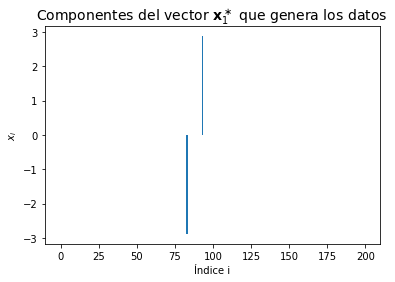 Componentes del vector x₁* que genera los datos
3
2
1
0
−1
−2
−3
xᵢ
0 25 50 75 100 125 150 175 200
Índice i